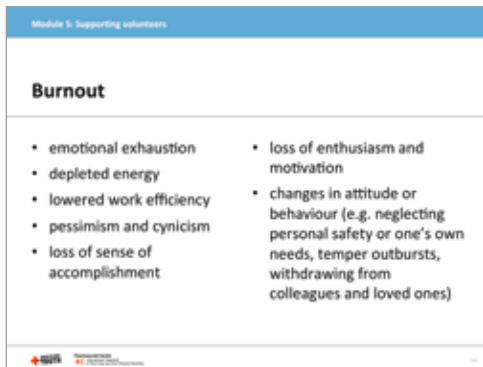 Module 5: Supporting volunteers
Burnout
• emotional exhaustion
• depleted energy
• lowered work efficiency
• pessimism and cynicism
• loss of sense of
accomplishment
• loss of enthusiasm and
motivation
• changes in attitude or
behaviour (e.g. neglecting
personal safety or one's own
needs, temper outbursts,
withdrawing from
colleagues and loved ones)